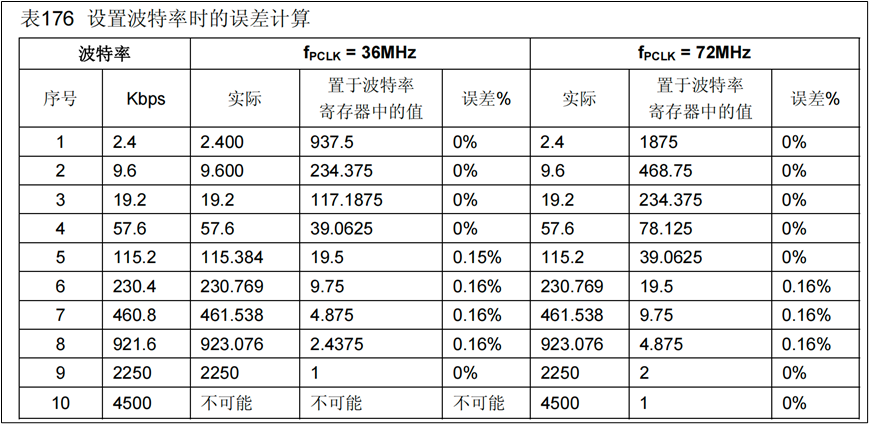 表176 设置波特率时的误差计算
波特率 fPCLK = 36MHz fPCLK = 72MHz
序号 Kbps 实际 置于波特率 误差% 实际 置于波特率 误差%
寄存器中的值 寄存器中的值
1 2.4 2.400 937.5 0% 2.4 1875 0%
2 9.6 9.600 234.375 0% 9.6 468.75 0%
3 19.2 19.2 117.1875 0% 19.2 234.375 0%
4 57.6 57.6 39.0625 0% 57.6 78.125 0%
5 115.2 115.384 19.5 0.15% 115.2 39.0625 0%
6 230.4 230.769 9.75 0.16% 230.769 19.5 0.16%
7 460.8 461.538 4.875 0.16% 461.538 9.75 0.16%
8 921.6 923.076 2.4375 0.16% 923.076 4.875 0.16%
9 2250 2250 1 0% 2250 2 0%
10 4500 不可能 不可能 不可能 4500 1 0%